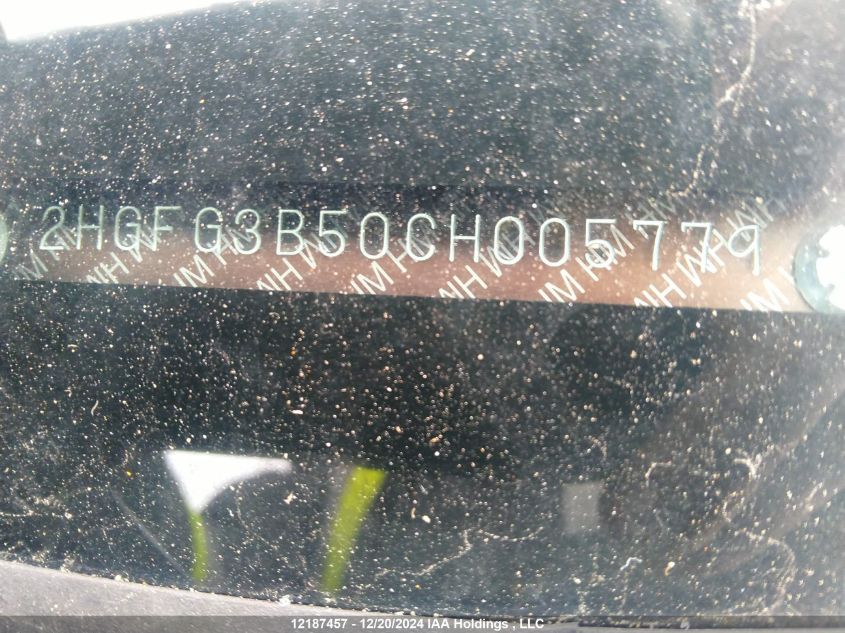 2HGFG3B50CH005779
12187457 - 12/20/2024 IAA Holdings , LLC